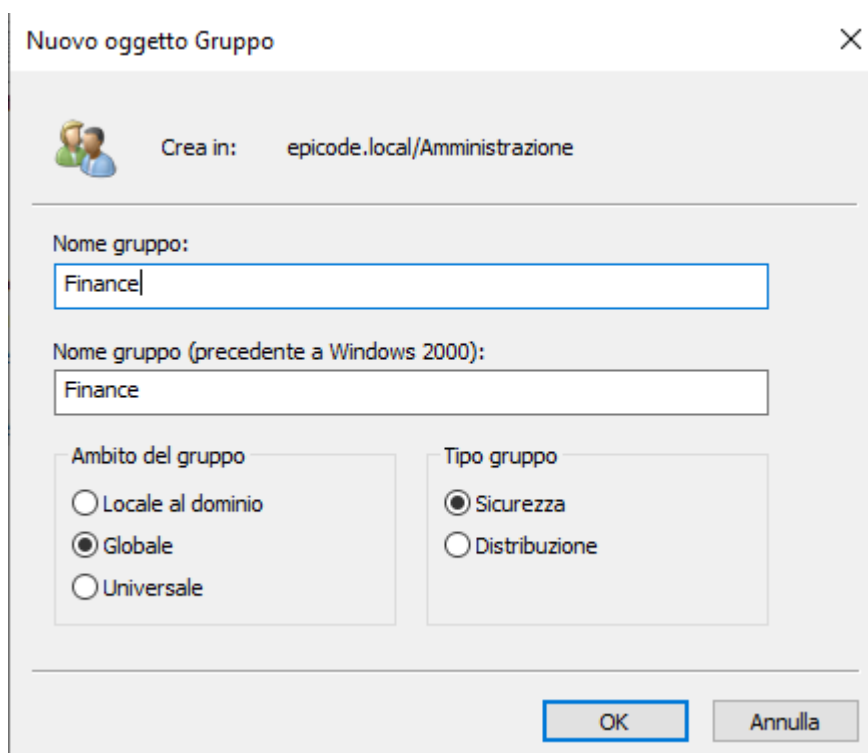 Nuovo oggetto Gruppo
Crea in: epicode.local/Amministrazione
Nome gruppo:
Finance
Nome gruppo (precedente a Windows 2000):
Finance
Ambito del gruppo
Locale al dominio
Globale
Universale
Tipo gruppo
Sicurezza
Distribuzione
OK
Annulla